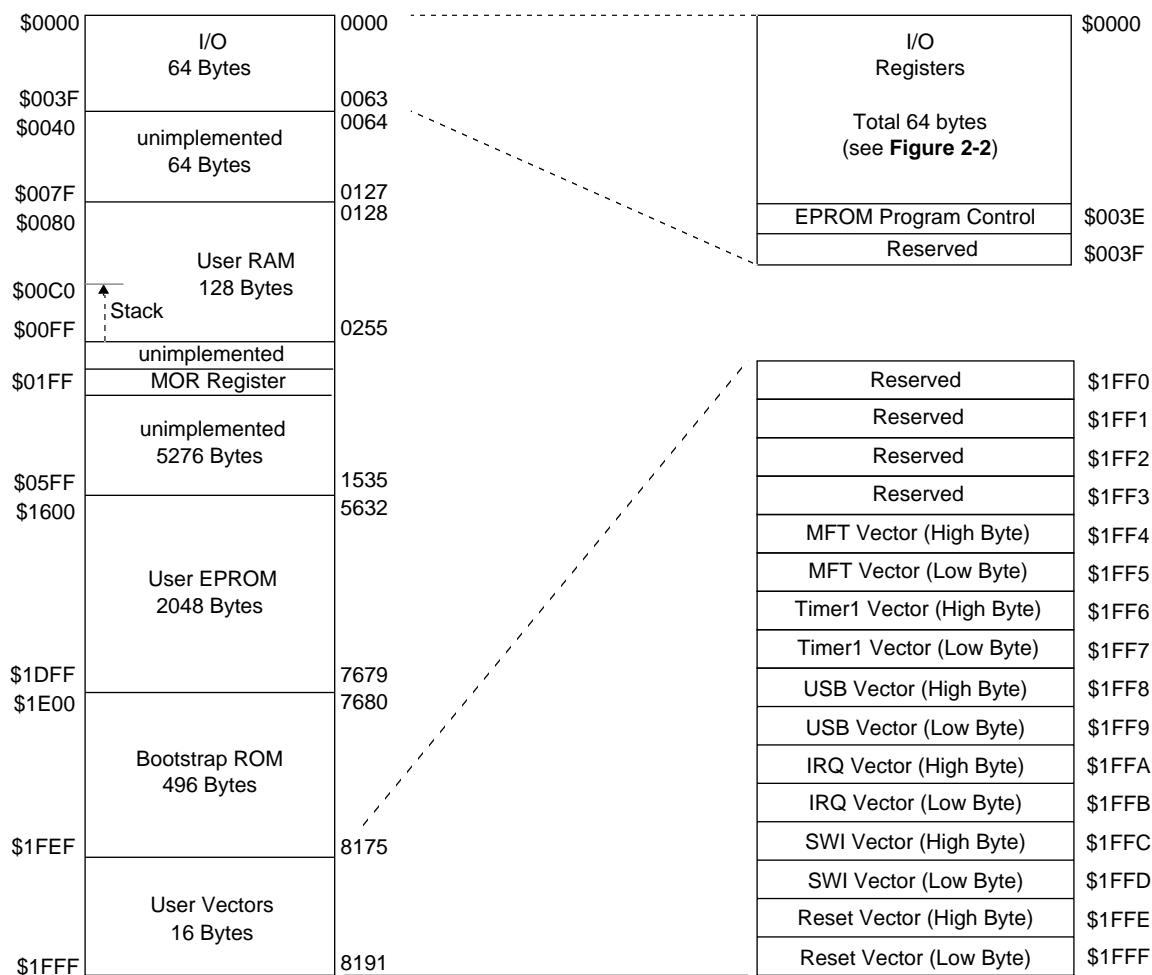 $0000
0000
I/O
64 Bytes
$003F
0063
$0040
0064
unimplemented
64 Bytes
$007F
0127
$0080
0128
User RAM
128 Bytes
$00C0
Stack
$00FF
0255
unimplemented
$01FF
MOR Register
unimplemented
5276 Bytes
$05FF
1535
$1600
5632
User EPROM
2048 Bytes
$1DFF
7679
$1E00
7680
Bootstrap ROM
496 Bytes
$1FEF
8175
User Vectors
16 Bytes
$1FFF
8191
$0000
I/O
Registers
Total 64 bytes
(see Figure 2-2)
EPROM Program Control $003E
Reserved $003F
Reserved $1FF0
Reserved $1FF1
Reserved $1FF2
Reserved $1FF3
MFT Vector (High Byte) $1FF4
MFT Vector (Low Byte) $1FF5
Timer1 Vector (High Byte) $1FF6
Timer1 Vector (Low Byte) $1FF7
USB Vector (High Byte) $1FF8
USB Vector (Low Byte) $1FF9
IRQ Vector (High Byte) $1FFA
IRQ Vector (Low Byte) $1FFB
SWI Vector (High Byte) $1FFC
SWI Vector (Low Byte) $1FFD
Reset Vector (High Byte) $1FFE
Reset Vector (Low Byte) $1FFF